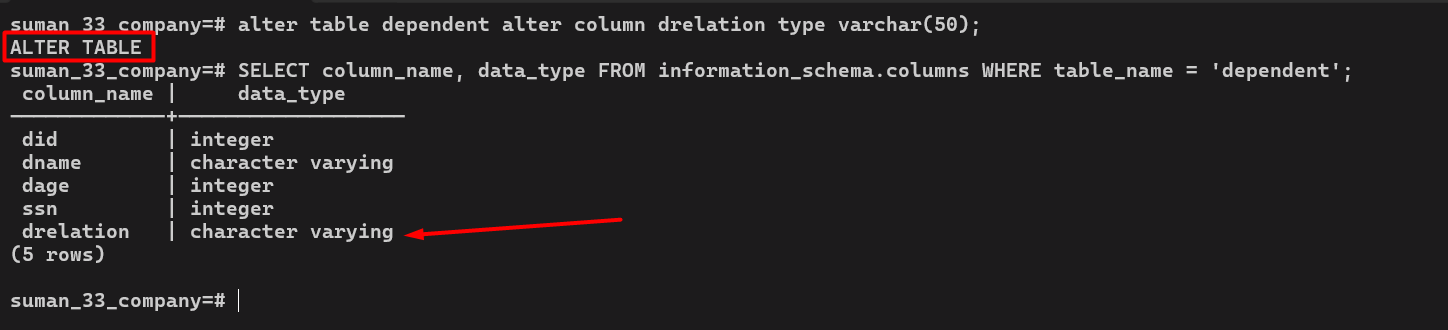 suman_33_company=# alter table dependent alter column drelation type varchar(50);
ALTER TABLE
suman_33_company=# SELECT column_name, data_type FROM information_schema.columns WHERE table_name = 'dependent';
 column_name |     data_type
-------------+-------------------
 did         | integer
 dname       | character varying
 dage        | integer
 ssn         | integer
 drelation   | character varying
(5 rows)
suman_33_company=#